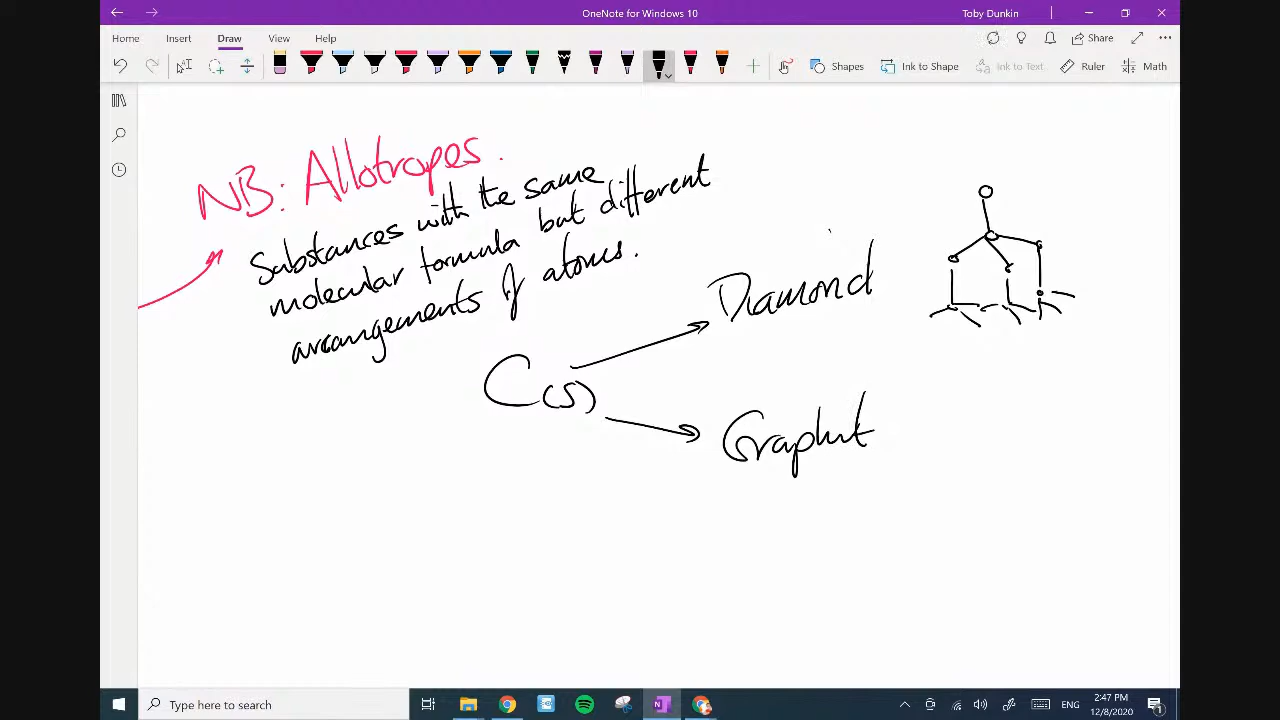 OneNote for Windows 10
Toby Dunkin
Home Insert Draw View Help
Share
Shapes Ink to Shape Ink to Text Ruler Math
NB: Allotropes.
Substances with the same
molecular formula but different
arrangements of atoms.
Diamond
C(s)
Graphit
Type here to search
ENG
2:47 PM
12/8/2020
1